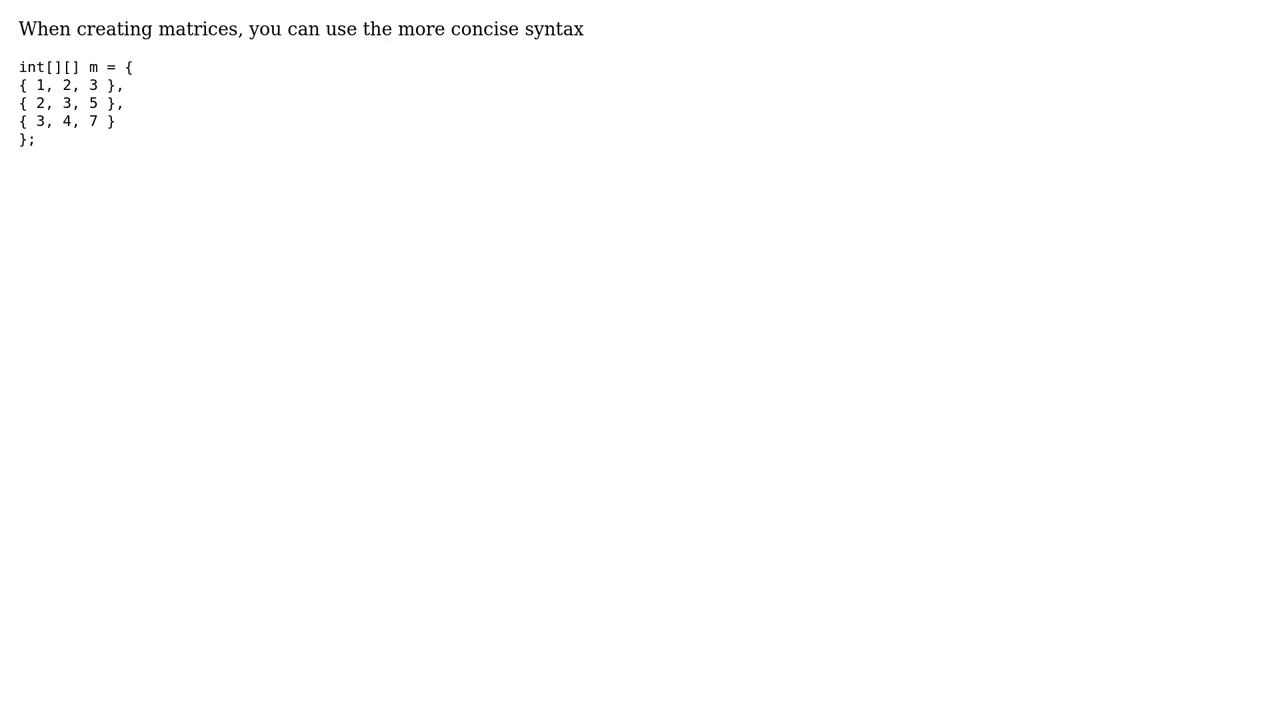 When creating matrices, you can use the more concise syntax
int[][] m = {
{ 1, 2, 3 },
{ 2, 3, 5 },
{ 3, 4, 7 }
};